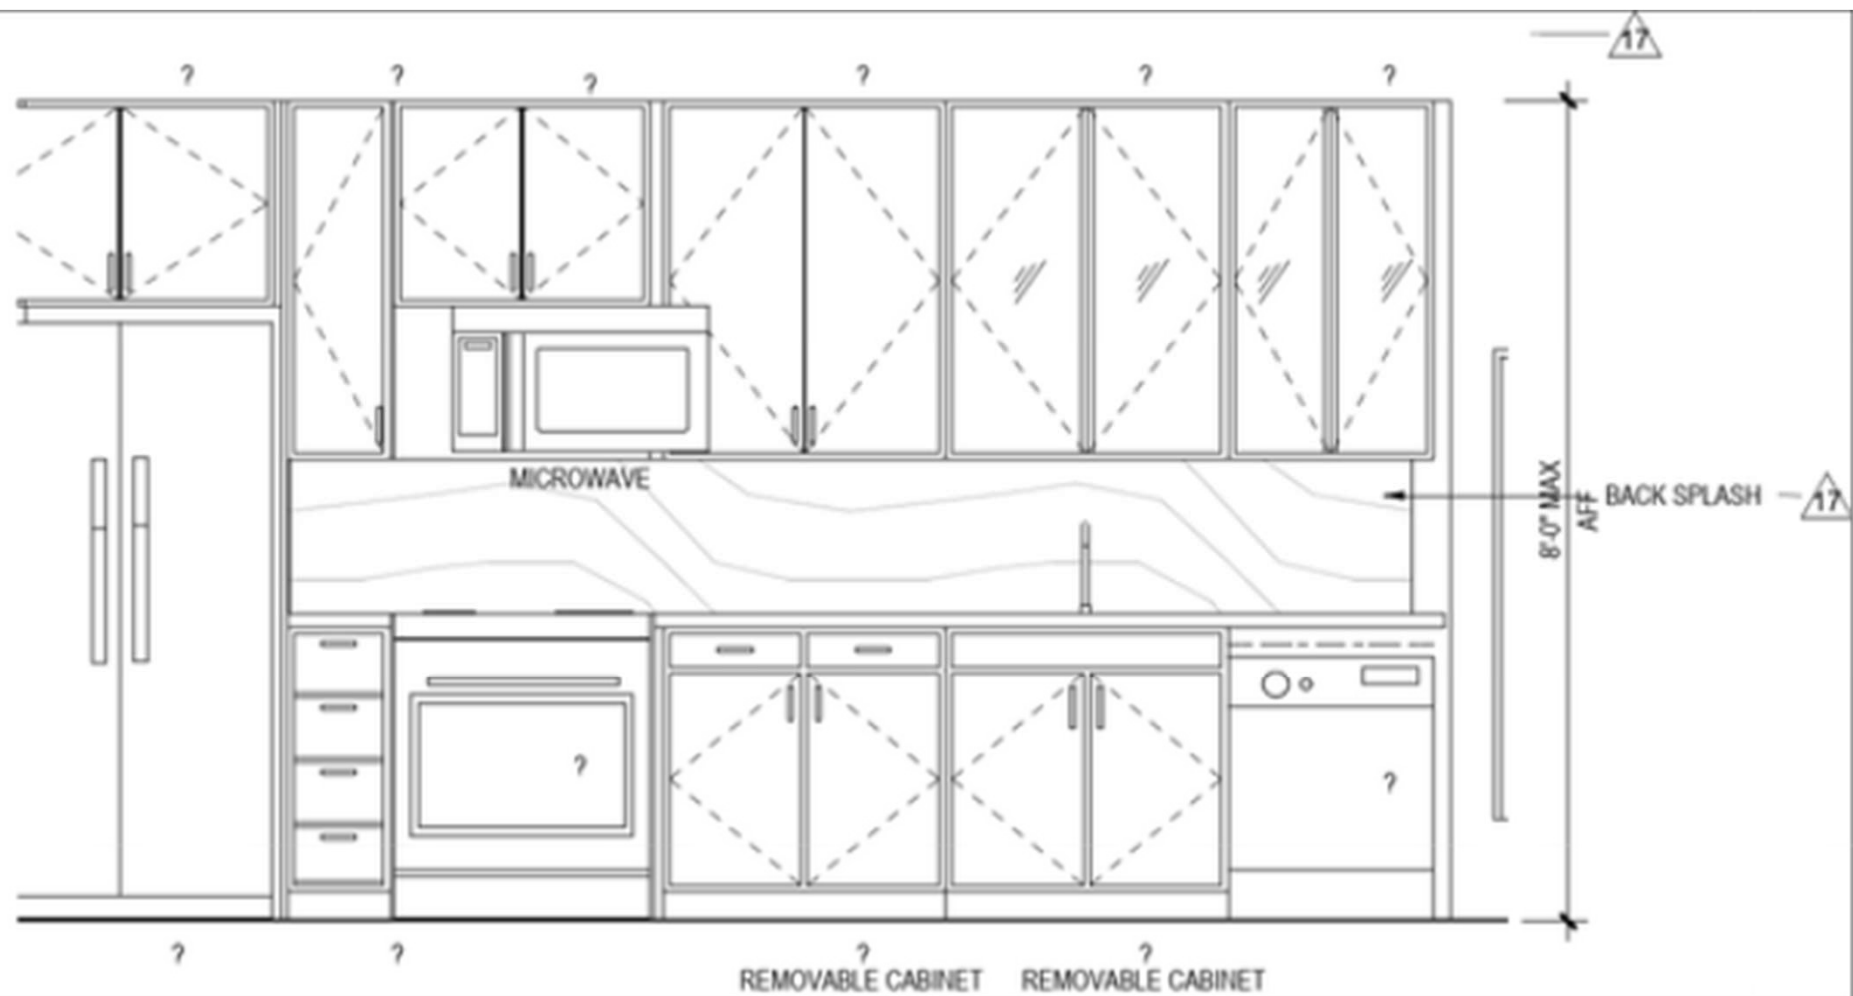 17
? ? ? ? ? ?
MICROWAVE
8'-0" MAX
AFF
BACK SPLASH
17
? ?
? ? ? ?
REMOVABLE CABINET REMOVABLE CABINET